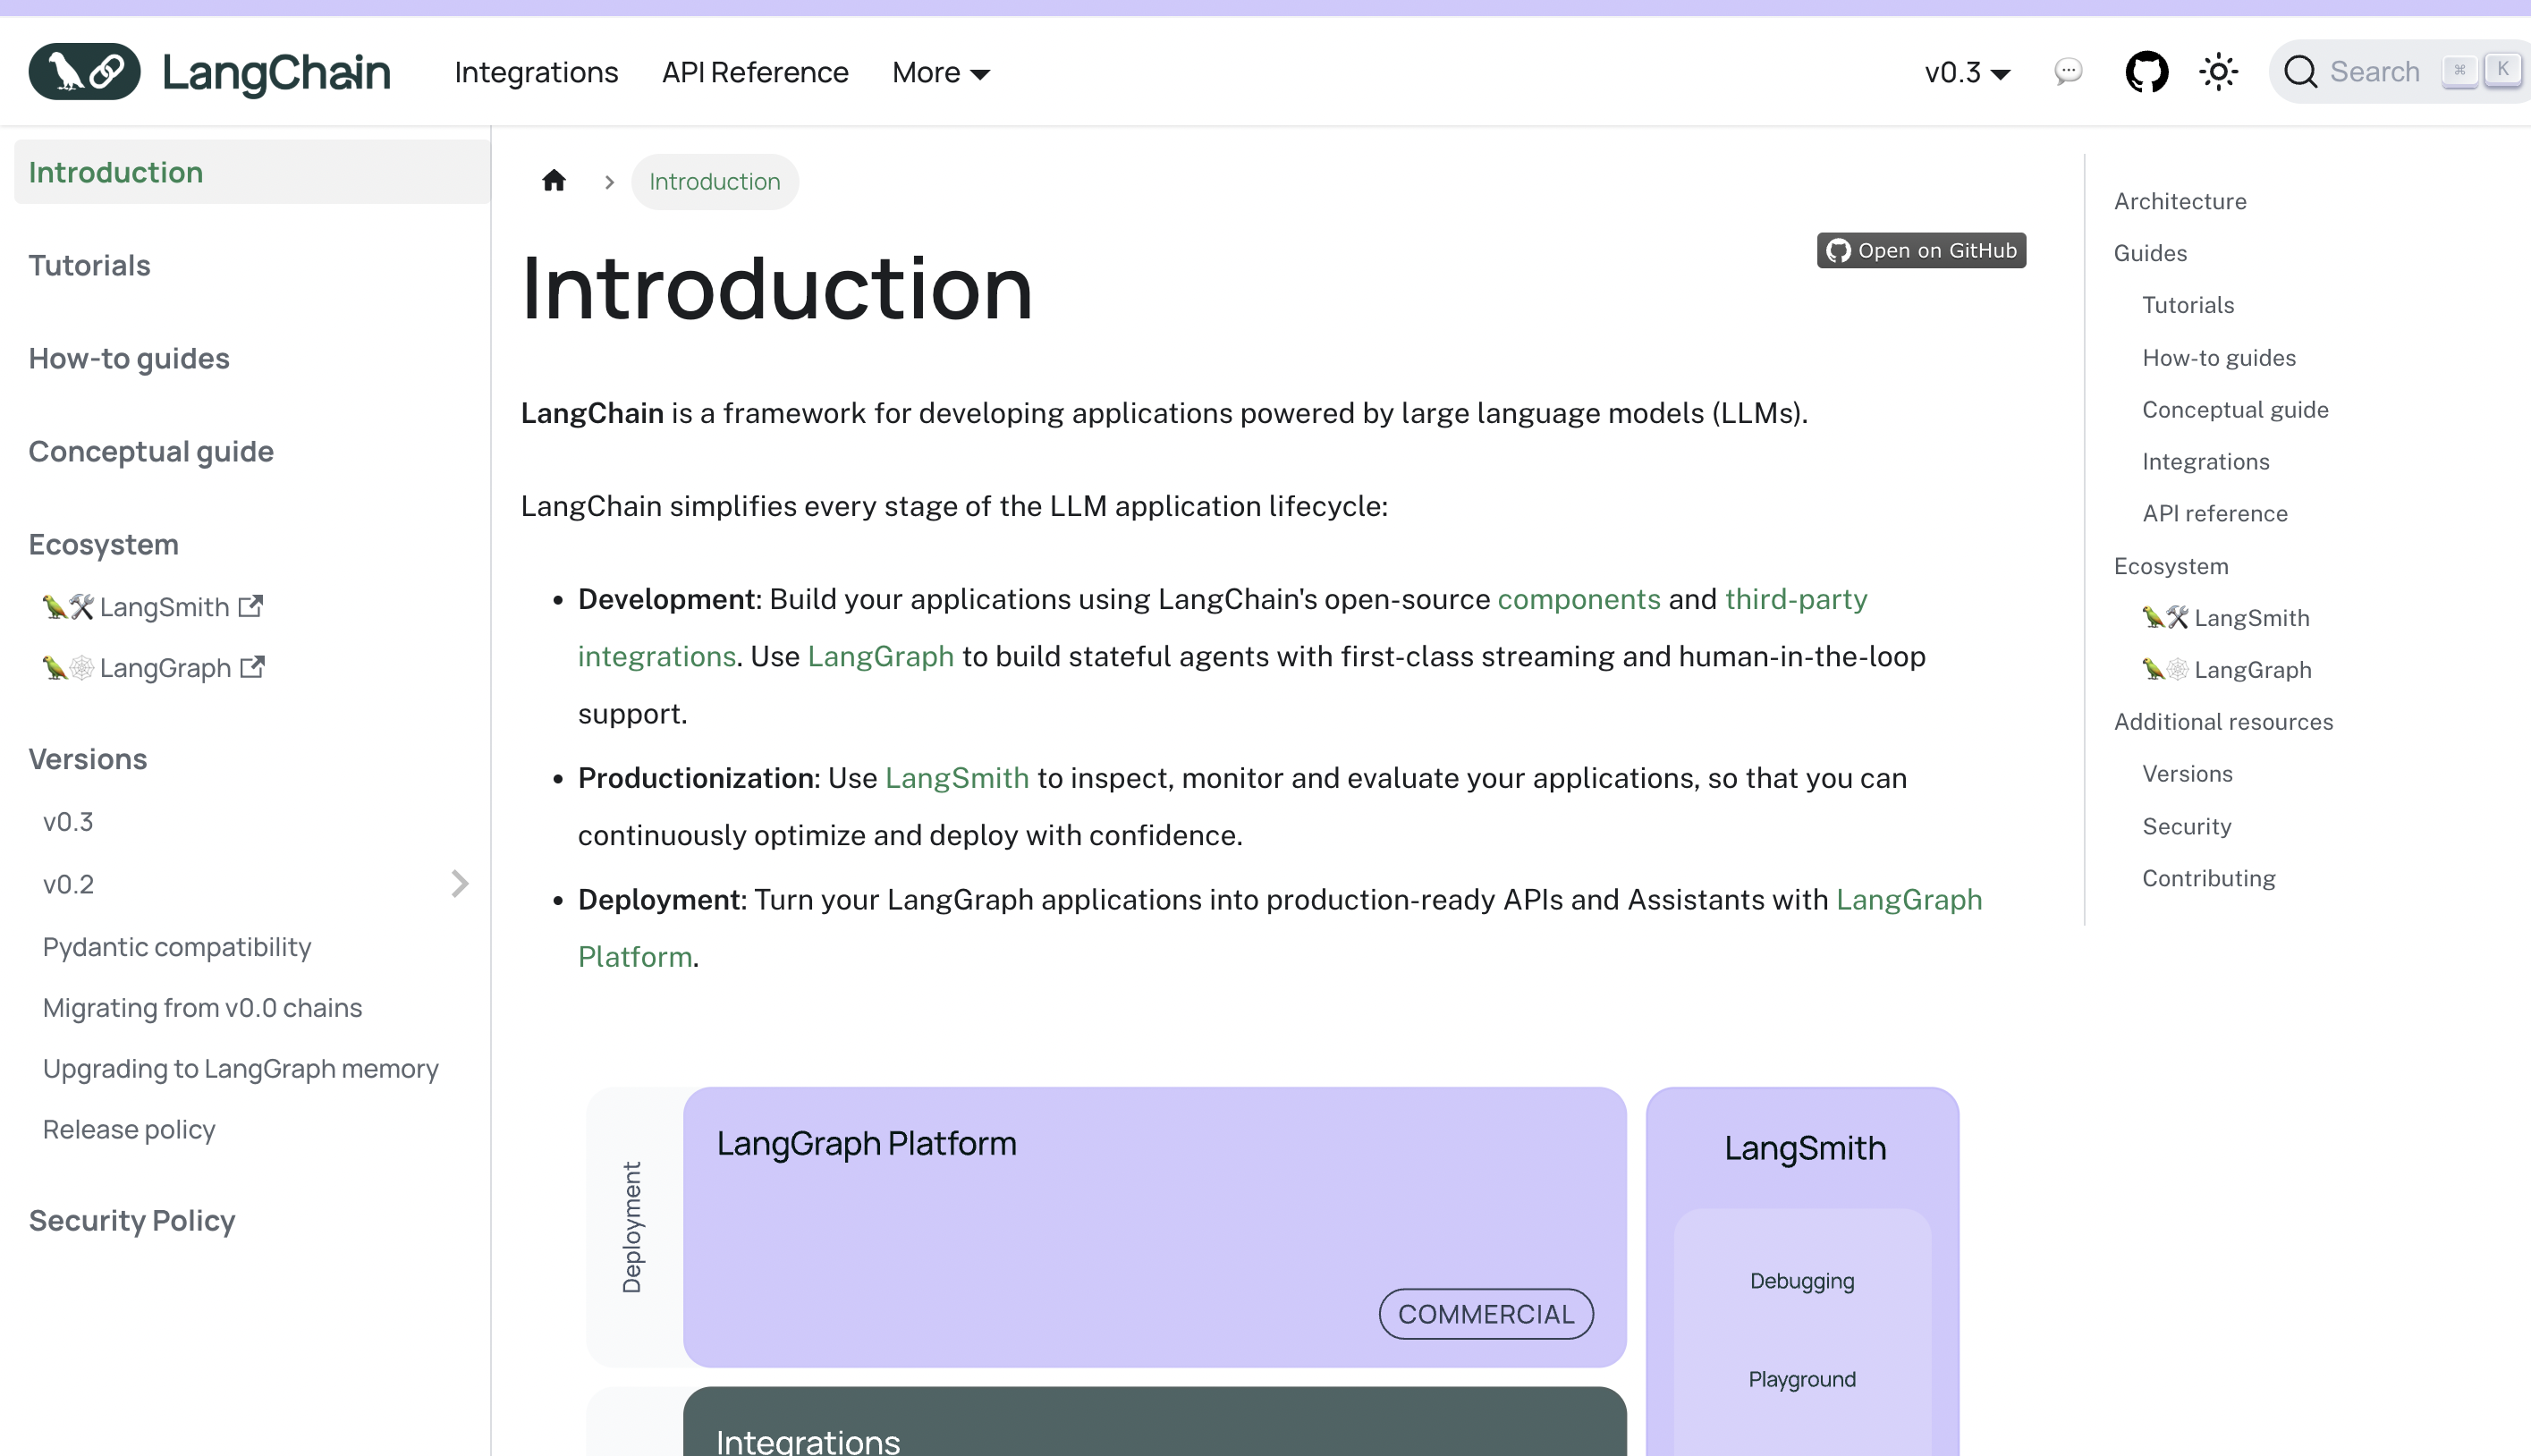 LangChain
Integrations
API Reference
More
v0.3
Search
⌘
K
Introduction
Tutorials
How-to guides
Conceptual guide
Ecosystem
🦜🛠️ LangSmith
🦜🕸️ LangGraph
Versions
v0.3
v0.2
Pydantic compatibility
Migrating from v0.0 chains
Upgrading to LangGraph memory
Release policy
Security Policy
Introduction
Open on GitHub
Introduction
LangChain is a framework for developing applications powered by large language models (LLMs).
LangChain simplifies every stage of the LLM application lifecycle:
• Development: Build your applications using LangChain's open-source components and third-party
integrations. Use LangGraph to build stateful agents with first-class streaming and human-in-the-loop
support.
• Productionization: Use LangSmith to inspect, monitor and evaluate your applications, so that you can
continuously optimize and deploy with confidence.
• Deployment: Turn your LangGraph applications into production-ready APIs and Assistants with LangGraph
Platform.
Deployment
LangGraph Platform
COMMERCIAL
Integrations
LangSmith
Debugging
Playground
Architecture
Guides
Tutorials
How-to guides
Conceptual guide
Integrations
API reference
Ecosystem
🦜🛠️ LangSmith
🦜🕸️ LangGraph
Additional resources
Versions
Security
Contributing